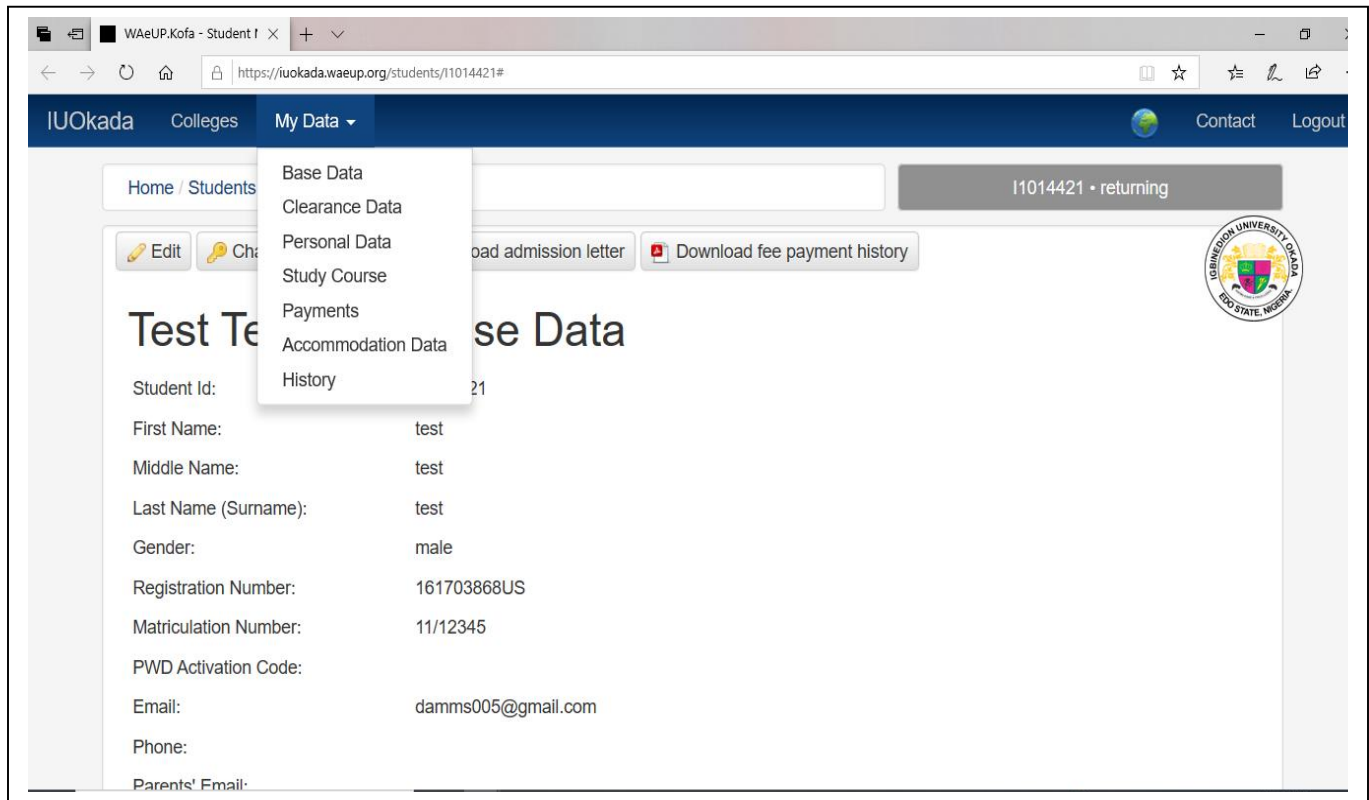 WAeUP.Kofa - Student
https://iuokada.waeup.org/students/I1014421#
IUOkada Colleges My Data Contact Logout
Home / Students
I1014421 • returning
Base Data
Clearance Data
Personal Data
Study Course
Payments
Accommodation Data
History
Edit Cha oad admission letter Download fee payment history
IGBINEDION UNIVERSITY OKADA
EDO STATE, NIGERIA.
Test Te se Data
Student Id: 21
First Name: test
Middle Name: test
Last Name (Surname): test
Gender: male
Registration Number: 161703868US
Matriculation Number: 11/12345
PWD Activation Code:
Email: damms005@gmail.com
Phone:
Parents' Email: